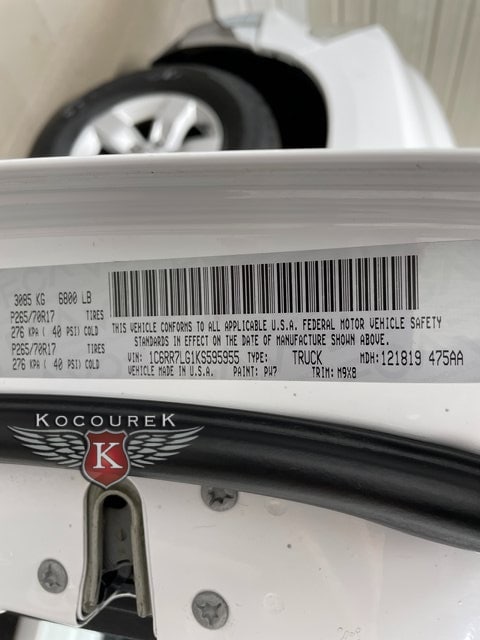 3085 KG 6800 LB
P265/70R17 TIRES
276 KPA ( 40 PSI) COLD
P265/70R17 TIRES
276 KPA ( 40 PSI) COLD
THIS VEHICLE CONFORMS TO ALL APPLICABLE U.S.A. FEDERAL MOTOR VEHICLE SAFETY
STANDARDS IN EFFECT ON THE DATE OF MANUFACTURE SHOWN ABOVE.
VIN: 1C6RR7LG1KS595955 TYPE: TRUCK MDH: 121819 475AA
VEHICLE MADE IN U.S.A. PAINT: PW7 TRIM: M9X8
KOCOUREK
K